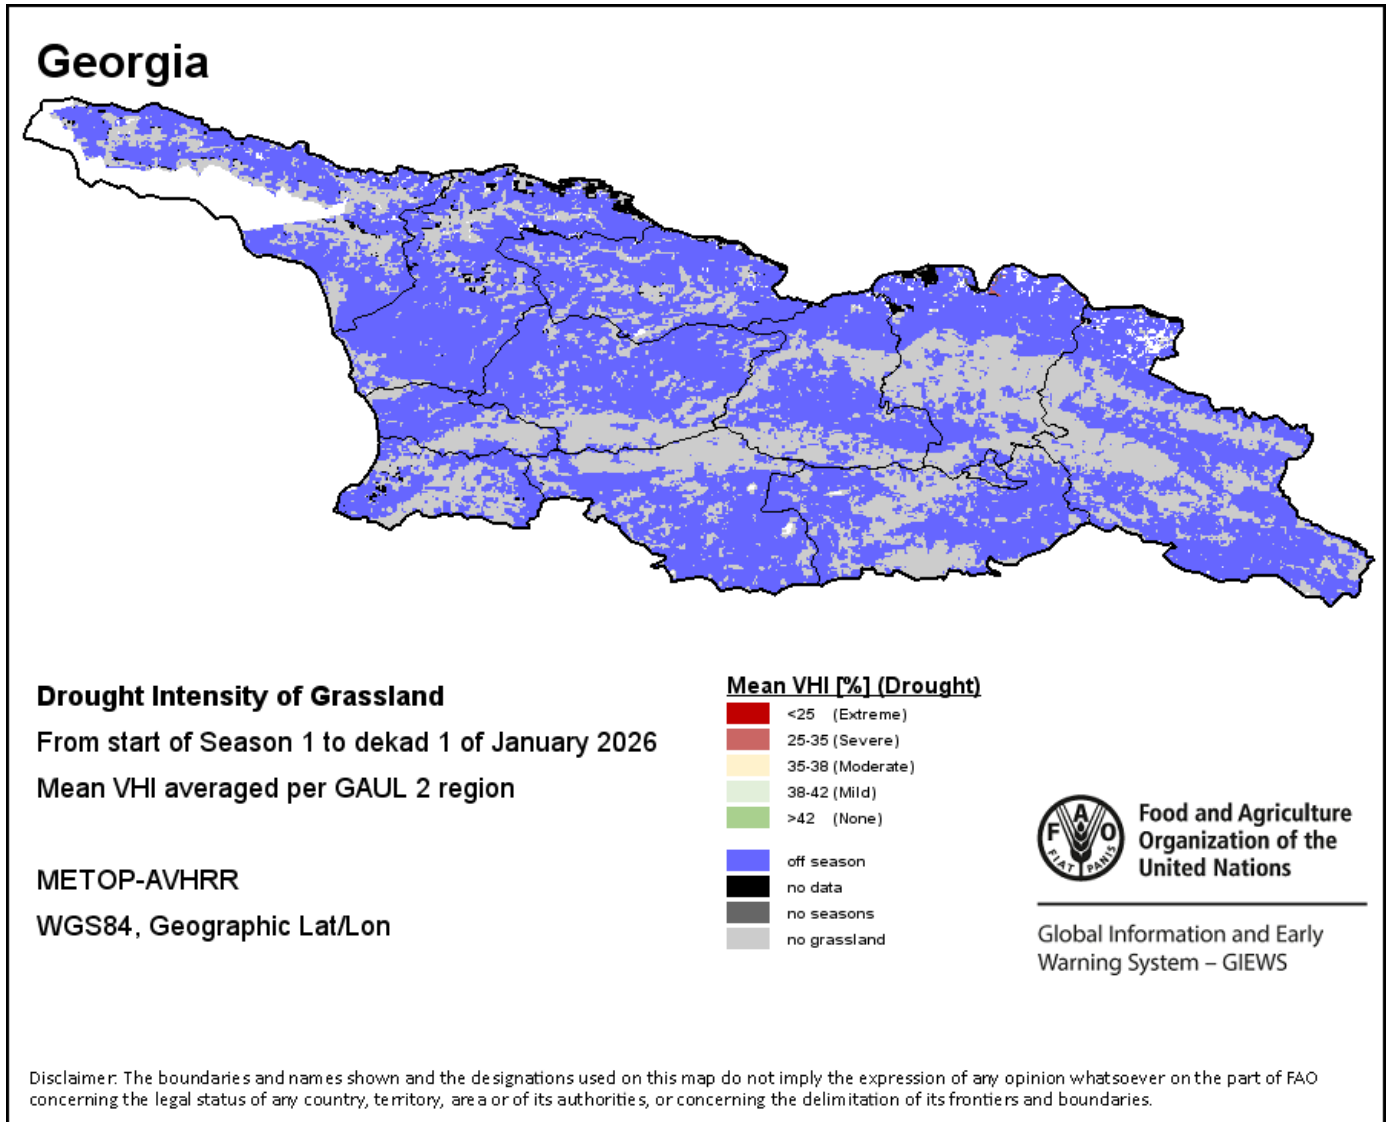 Georgia
Drought Intensity of Grassland
From start of Season 1 to dekad 1 of January 2026
Mean VHI averaged per GAUL 2 region
METOP-AVHRR
WGS84, Geographic Lat/Lon
Mean VHI [%] (Drought)
<25 (Extreme)
25-35 (Severe)
35-38 (Moderate)
38-42 (Mild)
>42 (None)
off season
no data
no seasons
no grassland
F A O
FIAT PANIS
Food and Agriculture
Organization of the
United Nations
Global Information and Early
Warning System – GIEWS
Disclaimer: The boundaries and names shown and the designations used on this map do not imply the expression of any opinion whatsoever on the part of FAO
concerning the legal status of any country, territory, area or of its authorities, or concerning the delimitation of its frontiers and boundaries.